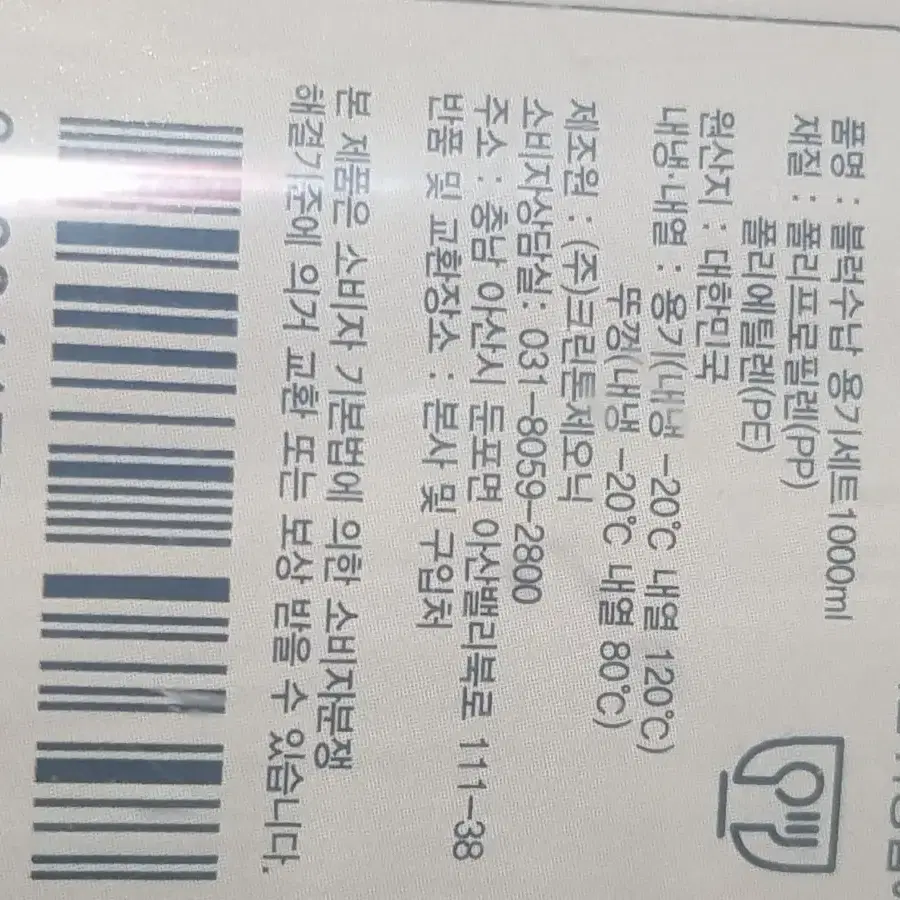 품명 : 블럭수납 용기세트1000ml
재질 : 폴리프로필렌(PP)
폴리에틸렌(PE)
원산지 : 대한민국
내냉·내열 : 용기(내냉 -20℃ 내열 120℃)
뚜껑(내냉 -20℃ 내열 80℃)
제조원 : (주)크린튼제오닉
소비자상담실: 031-8059-2800
주소 : 충남 아산시 둔포면 아산밸리북로 111-38
반품 및 교환장소 : 본사 및 구입처
본 제품은 소비자 기본법에 의한 소비자분쟁
해결기준에 의거 교환 또는 보상 받을 수 있습니다.